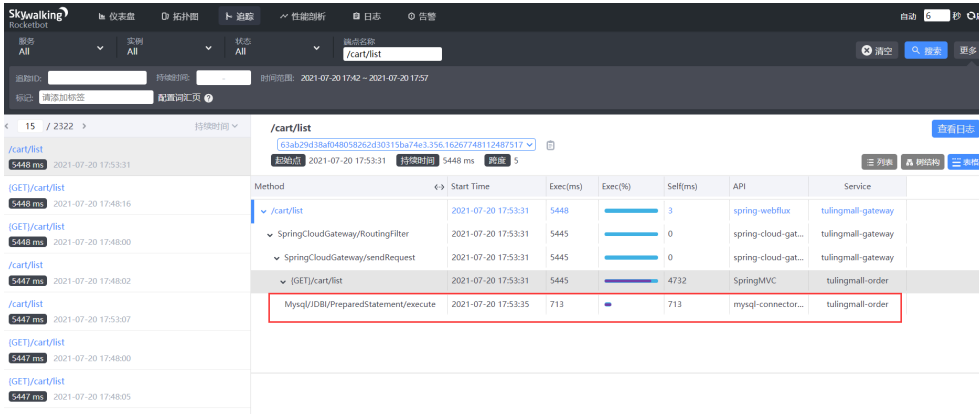 Skywalking
Rocketbot
仪表盘
拓扑图
追踪
性能剖析
日志
告警
自动 6 秒
服务
All
实例
All
状态
All
端点名称
/cart/list
清空
搜索
更多
追踪ID:
持续时间: -
时间范围: 2021-07-20 17:42 ~ 2021-07-20 17:57
标记: 请添加标签
配置词汇页 ?
< 15 / 2322 >
持续时间
/cart/list
5448 ms 2021-07-20 17:53:31
{GET}/cart/list
5448 ms 2021-07-20 17:48:16
{GET}/cart/list
5448 ms 2021-07-20 17:48:00
/cart/list
5447 ms 2021-07-20 17:48:02
/cart/list
5447 ms 2021-07-20 17:53:07
{GET}/cart/list
5447 ms 2021-07-20 17:48:00
{GET}/cart/list
5447 ms 2021-07-20 17:48:05
/cart/list
查看日志
63ab29d38af048058262d30315ba74e3.356.16267748112487517
起始点 2021-07-20 17:53:31 持续时间 5448 ms 跨度 5
列表
树结构
Method <·> Start Time Exec(ms) Exec(%) Self(ms) API Service
/cart/list 2021-07-20 17:53:31 5448 3 spring-webflux tulingmall-gateway
SpringCloudGateway/RoutingFilter 2021-07-20 17:53:31 5445 0 spring-cloud-gat... tulingmall-gateway
SpringCloudGateway/sendRequest 2021-07-20 17:53:31 5445 0 spring-cloud-gat... tulingmall-gateway
{GET}/cart/list 2021-07-20 17:53:31 5445 4732 SpringMVC tulingmall-order
Mysql/JDBI/PreparedStatement/execute 2021-07-20 17:53:35 713 713 mysql-connector... tulingmall-order